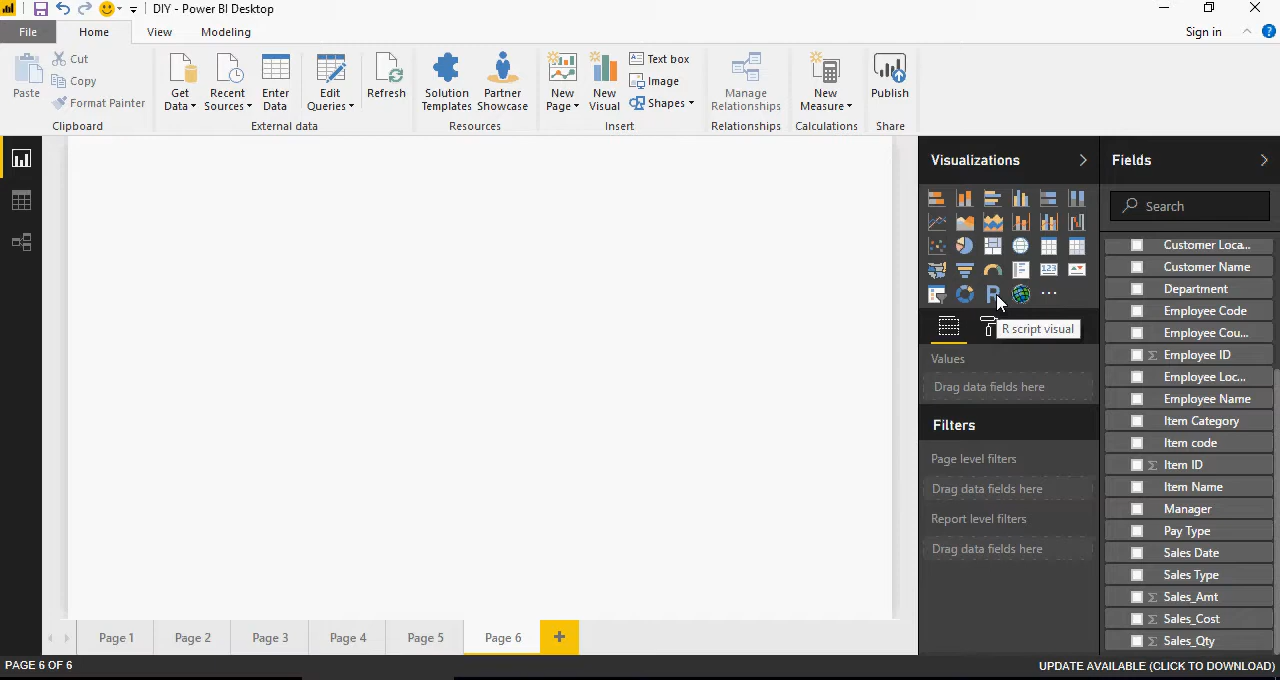 DIY - Power BI Desktop
File
Home
View
Modeling
Sign in
Paste
Cut
Copy
Format Painter
Clipboard
Get Data
Recent Sources
Enter Data
External data
Edit Queries
Refresh
Solution Templates
Partner Showcase
Resources
New Page
New Visual
Text box
Image
Shapes
Insert
Manage Relationships
Relationships
New Measure
Calculations
Publish
Share
Visualizations
R
123
R script visual
Values
Drag data fields here
Filters
Page level filters
Drag data fields here
Report level filters
Drag data fields here
Fields
Search
Customer Loca...
Customer Name
Department
Employee Code
Employee Cou...
Σ Employee ID
Employee Loc...
Employee Name
Item Category
Item code
Σ Item ID
Item Name
Manager
Pay Type
Sales Date
Sales Type
Σ Sales_Amt
Σ Sales_Cost
Σ Sales_Qty
Page 1
Page 2
Page 3
Page 4
Page 5
Page 6
PAGE 6 OF 6
UPDATE AVAILABLE (CLICK TO DOWNLOAD)